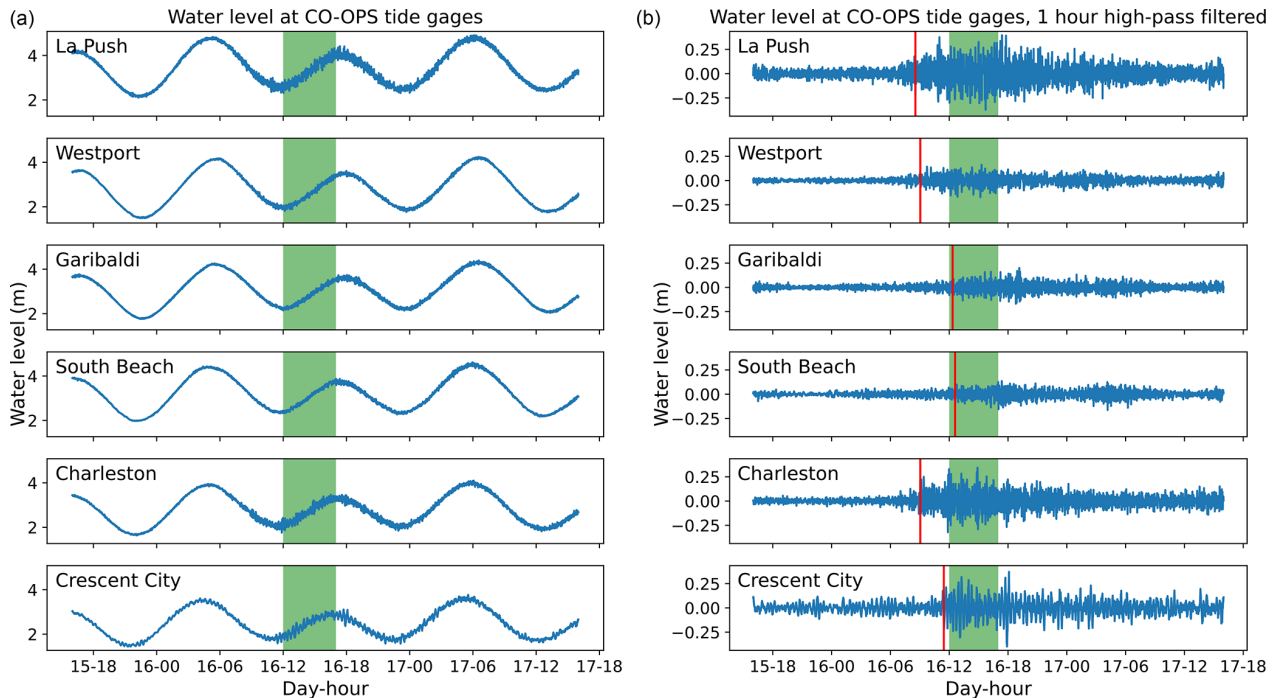 (a)
Water level at CO-OPS tide gages
La Push
4
2
Westport
4
2
Garibaldi
4
2
South Beach
4
2
Charleston
4
2
Crescent City
4
2
Water level (m)
15-18 16-00 16-06 16-12 16-18 17-00 17-06 17-12 17-18
Day-hour
(b)
Water level at CO-OPS tide gages, 1 hour high-pass filtered
La Push
0.25
0.00
−0.25
Westport
0.25
0.00
−0.25
Garibaldi
0.25
0.00
−0.25
South Beach
0.25
0.00
−0.25
Charleston
0.25
0.00
−0.25
Crescent City
0.25
0.00
−0.25
Water level (m)
15-18 16-00 16-06 16-12 16-18 17-00 17-06 17-12 17-18
Day-hour